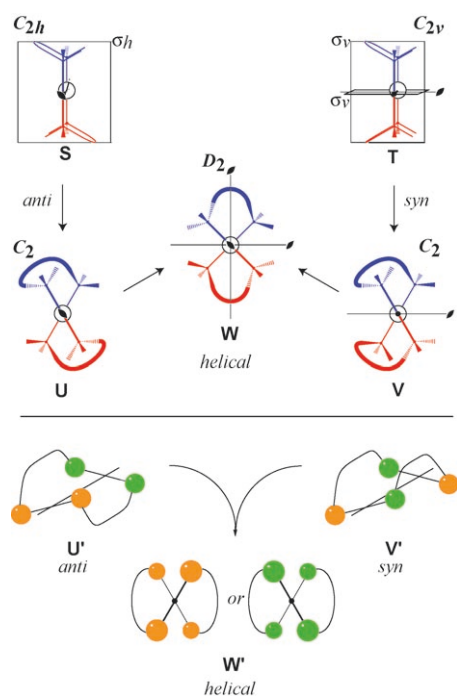 C2h σh
σv C2v
σv
S T
D2
anti syn
C2 C2
W
helical
U V
U' V'
anti syn
or
W'
helical